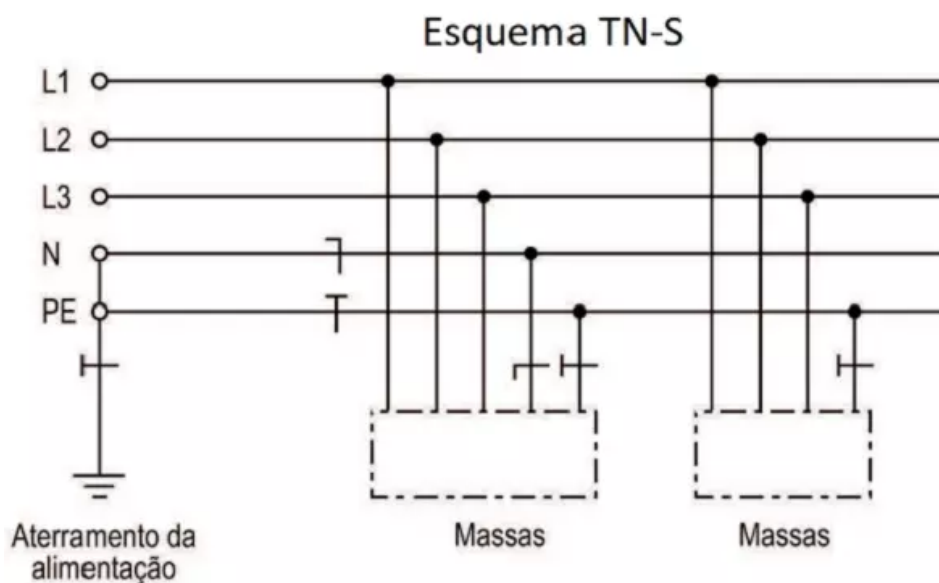 Esquema TN-S
L1
L2
L3
N
PE
Aterramento da
alimentação
Massas
Massas